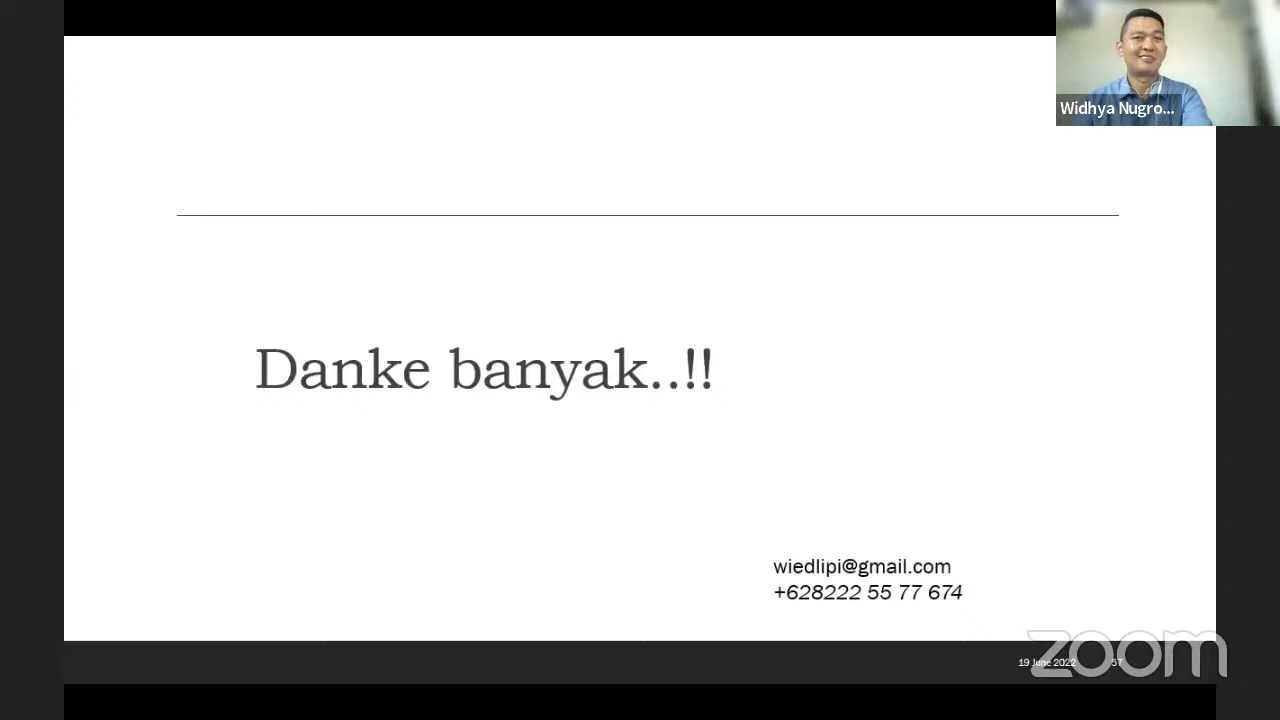 Widhya Nugro...
Danke banyak..!!
wiedlipi@gmail.com
+628222 55 77 674
19 June 2022
57
zoom